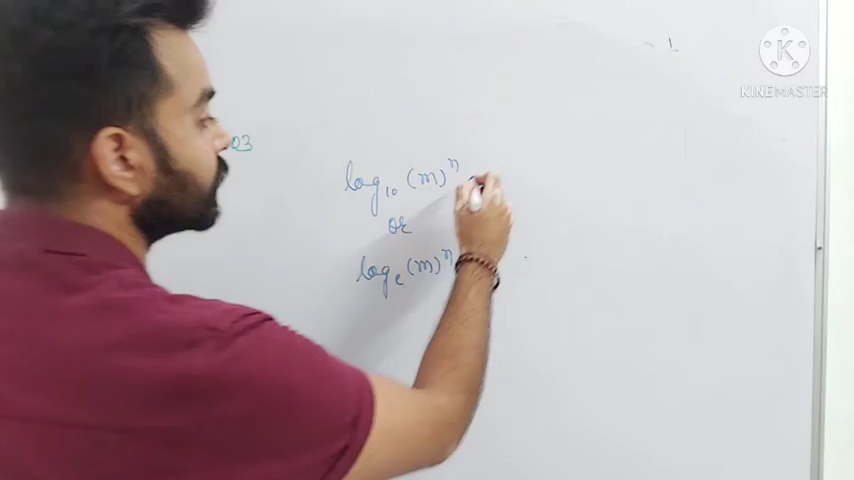 03
log₁₀ (m)ⁿ
or
logₑ (m)ⁿ
KINEMASTER